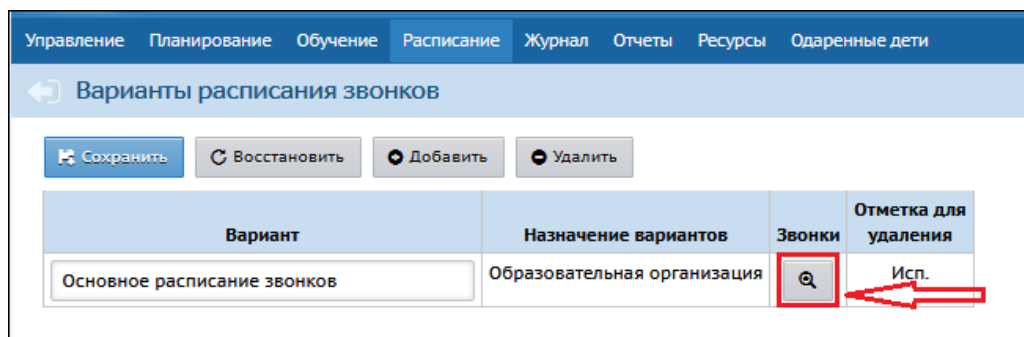 Управление Планирование Обучение Расписание Журнал Отчеты Ресурсы Одаренные дети
Варианты расписания звонков
Сохранить Восстановить Добавить Удалить
Вариант Назначение вариантов Звонки Отметка для удаления
Основное расписание звонков Образовательная организация Исп.